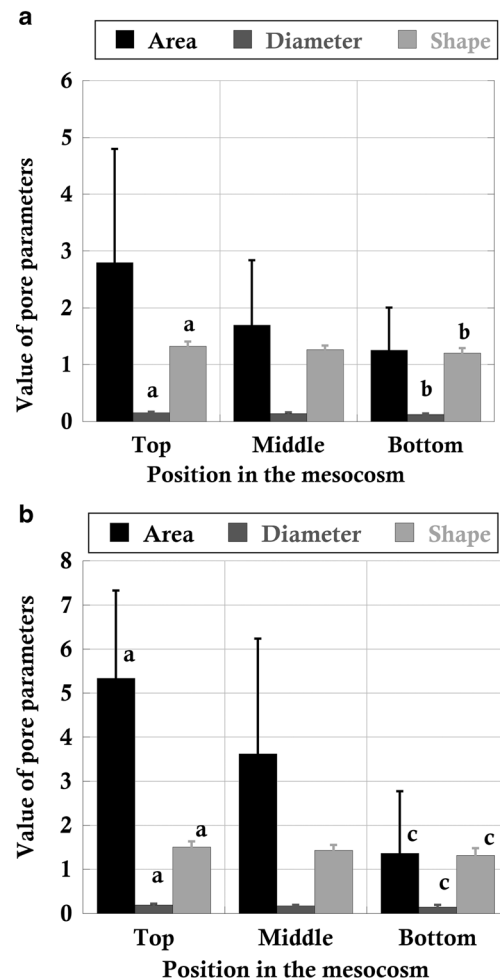 a
Area Diameter Shape
6
5
4
3
2
1
0
Value of pore parameters
a
a
b
b
Top Middle Bottom
Position in the mesocosm
b
Area Diameter Shape
8
7
6
5
4
3
2
1
0
Value of pore parameters
a
a
a
c
c
c
Top Middle Bottom
Position in the mesocosm